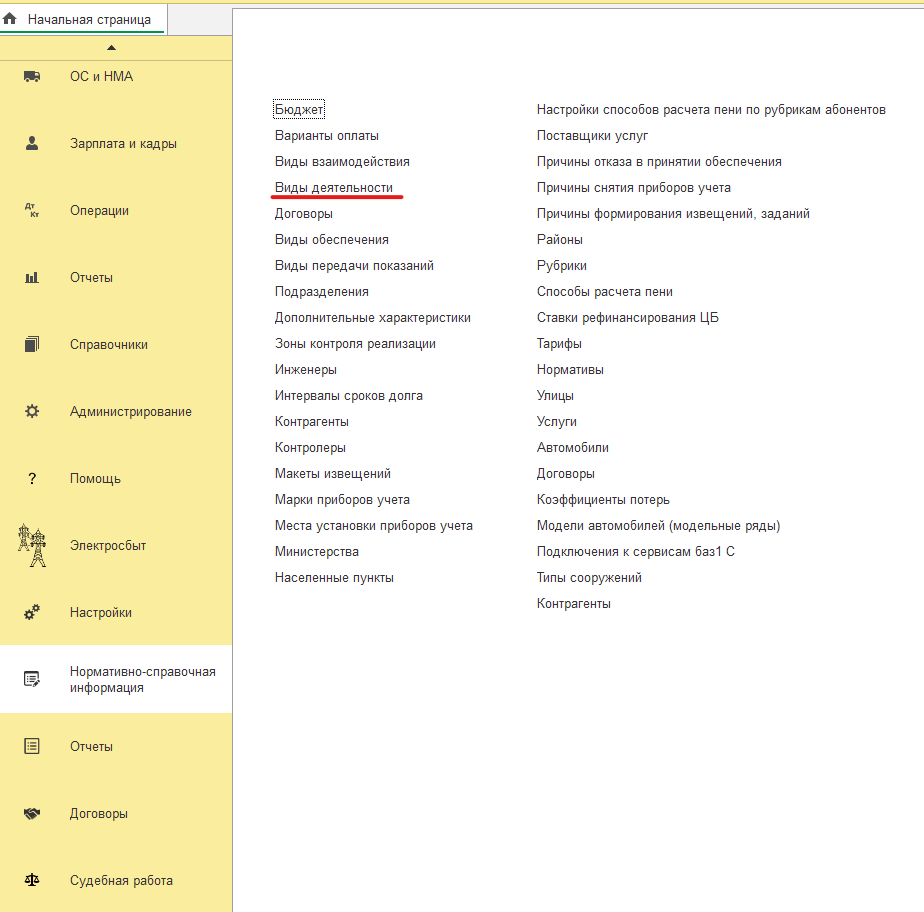 Начальная страница
ОС и НМА
Зарплата и кадры
Дт
Кт
Операции
Отчеты
Справочники
Администрирование
?
Помощь
Электросбыт
Настройки
Нормативно-справочная
информация
Отчеты
Договоры
Судебная работа
Бюджет
Варианты оплаты
Виды взаимодействия
Виды деятельности
Договоры
Виды обеспечения
Виды передачи показаний
Подразделения
Дополнительные характеристики
Зоны контроля реализации
Инженеры
Интервалы сроков долга
Контрагенты
Контролеры
Макеты извещений
Марки приборов учета
Места установки приборов учета
Министерства
Населенные пункты
Настройки способов расчета пени по рубрикам абонентов
Поставщики услуг
Причины отказа в принятии обеспечения
Причины снятия приборов учета
Причины формирования извещений, заданий
Районы
Рубрики
Способы расчета пени
Ставки рефинансирования ЦБ
Тарифы
Нормативы
Улицы
Услуги
Автомобили
Договоры
Коэффициенты потерь
Модели автомобилей (модельные ряды)
Подключения к сервисам баз1 С
Типы сооружений
Контрагенты